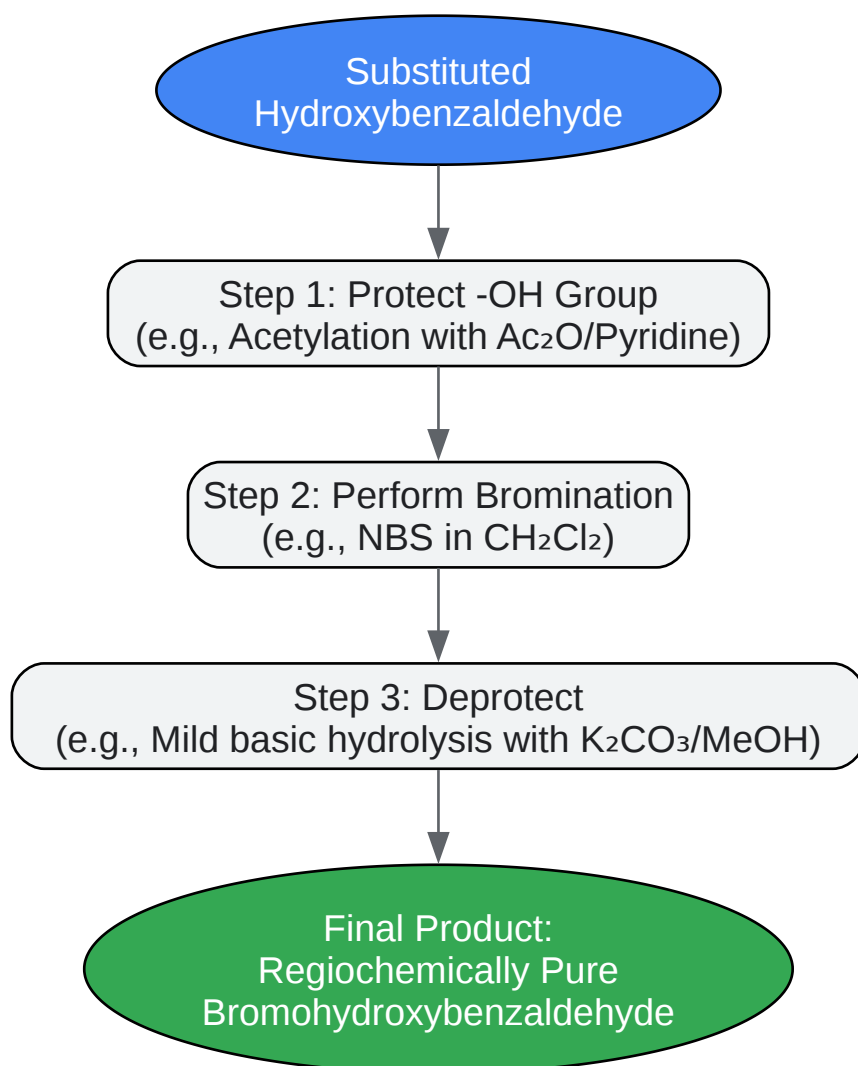 Substituted
Hydroxybenzaldehyde
Step 1: Protect -OH Group
(e.g., Acetylation with Ac₂O/Pyridine)
Step 2: Perform Bromination
(e.g., NBS in CH₂Cl₂)
Step 3: Deprotect
(e.g., Mild basic hydrolysis with K₂CO₃/MeOH)
Final Product:
Regiochemically Pure
Bromohydroxybenzaldehyde